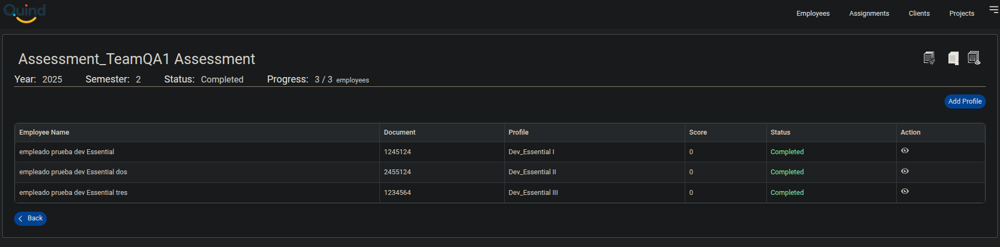 Quind
Employees Assignments Clients Projects
Assessment_TeamQA1 Assessment
Year: 2025 Semester: 2 Status: Completed Progress: 3 / 3 employees
Add Profile
Employee Name Document Profile Score Status Action
empleado prueba dev Essential 1245124 Dev_Essential I 0 Completed
empleado prueba dev Essential dos 2455124 Dev_Essential II 0 Completed
empleado prueba dev Essential tres 1234564 Dev_Essential III 0 Completed
Back